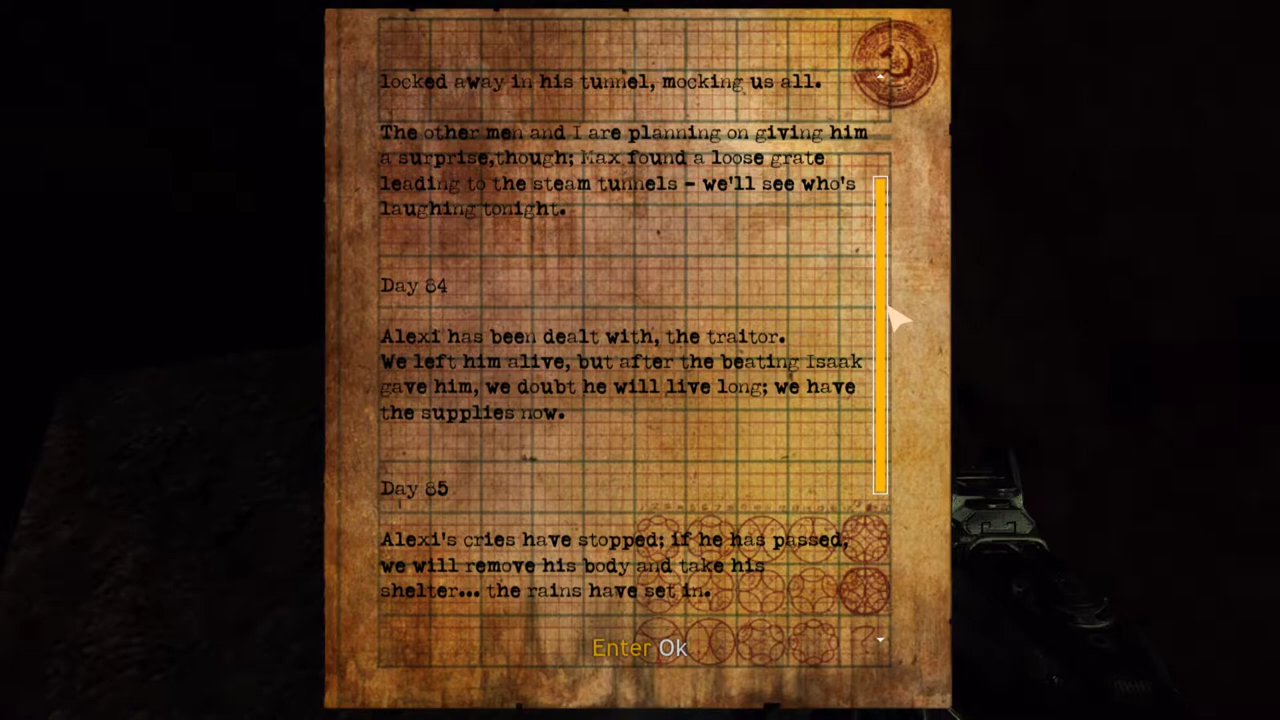 locked away in his tunnel, mocking us all.
The other men and I are planning on giving him
a surprise,though; Max found a loose grate
leading to the steam tunnels - we'll see who's
laughing tonight.
Day 84
Alexi has been dealt with, the traitor.
We left him alive, but after the beating Isaak
gave him, we doubt he will live long; we have
the supplies now.
Day 85
Alexi's cries have stopped; if he has passed,
we will remove his body and take his
shelter... the rains have set in.
Enter Ok